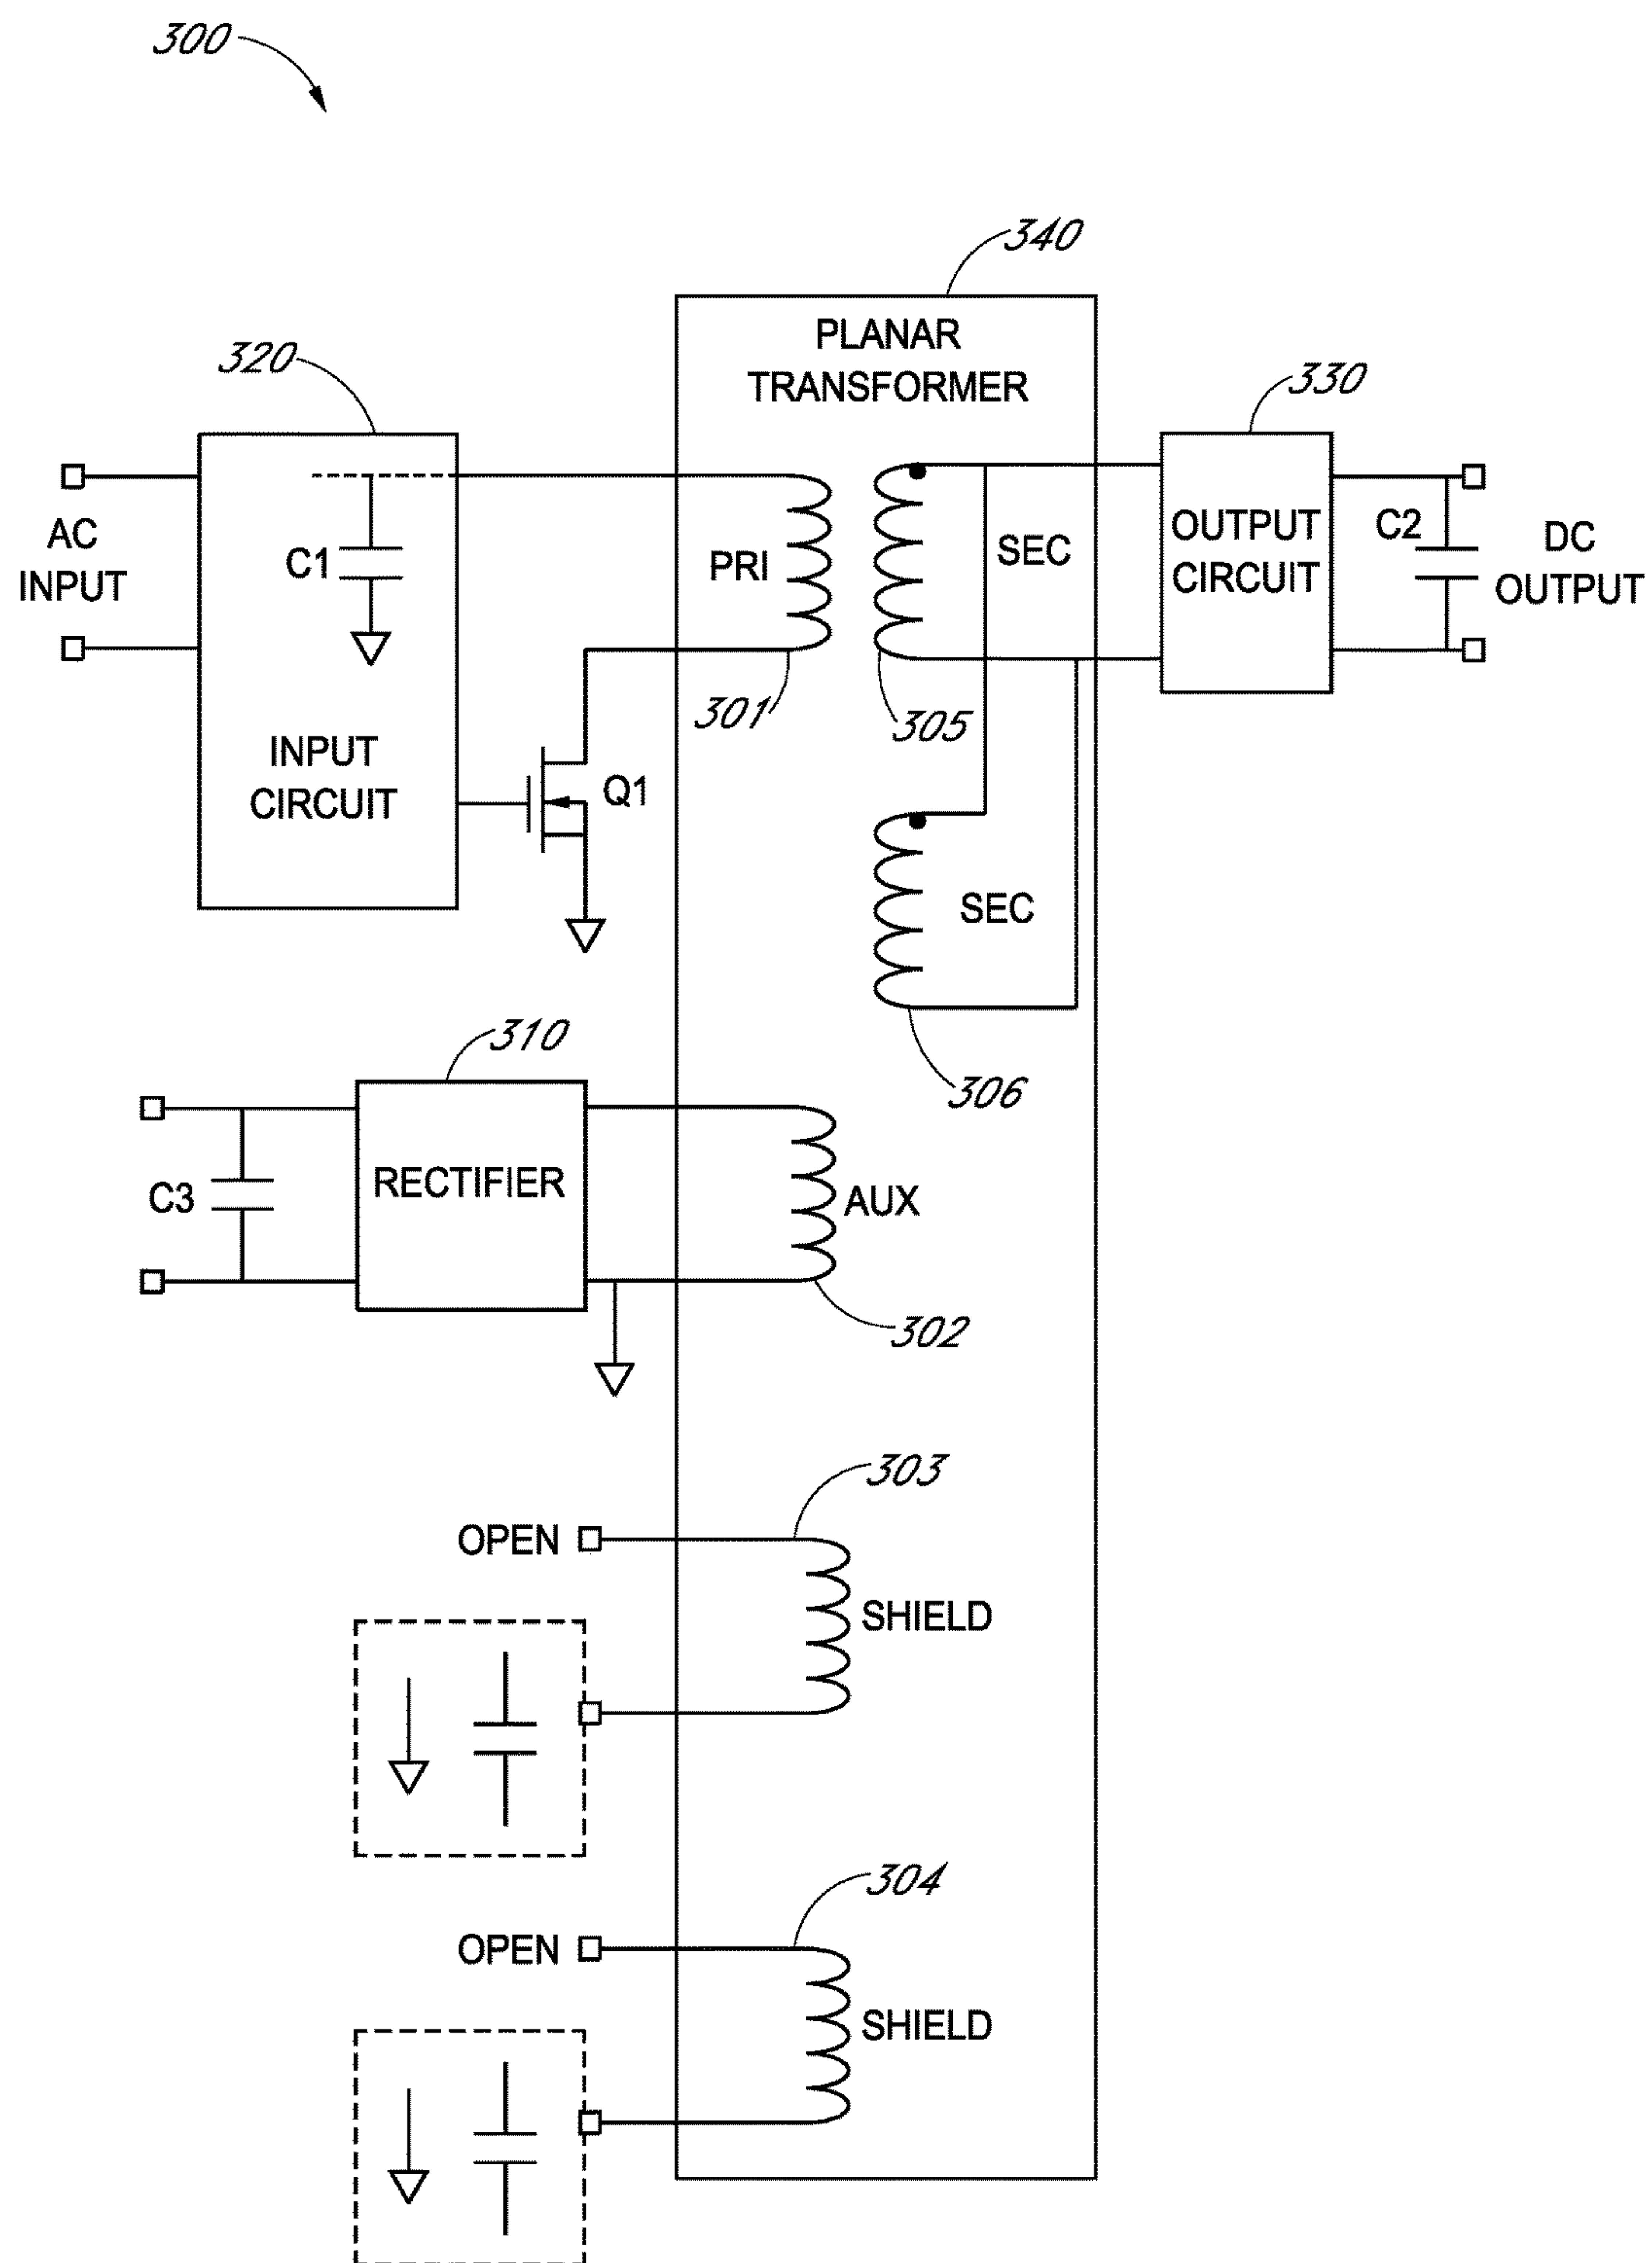 300
340
PLANAR
TRANSFORMER
320
330
AC
INPUT
C1
PRI
SEC
OUTPUT
CIRCUIT
C2
DC
OUTPUT
301
305
INPUT
CIRCUIT
Q1
SEC
310
306
C3
RECTIFIER
AUX
302
303
OPEN
SHIELD
304
OPEN
SHIELD